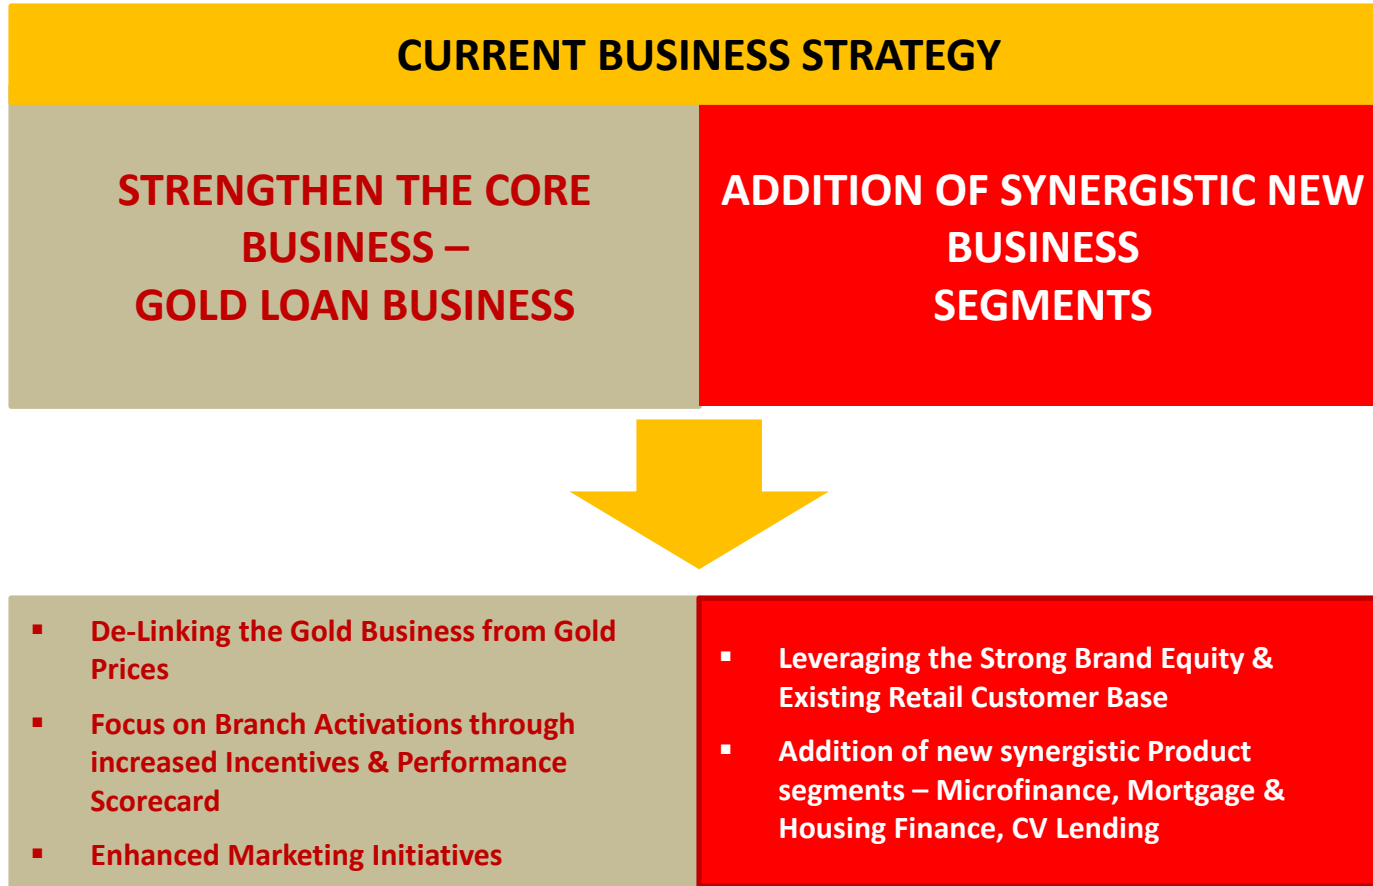 CURRENT BUSINESS STRATEGY
STRENGTHEN THE CORE
BUSINESS –
GOLD LOAN BUSINESS
ADDITION OF SYNERGISTIC NEW
BUSINESS
SEGMENTS
▪ De-Linking the Gold Business from Gold
Prices
▪ Focus on Branch Activations through
increased Incentives & Performance
Scorecard
▪ Enhanced Marketing Initiatives
▪ Leveraging the Strong Brand Equity &
Existing Retail Customer Base
▪ Addition of new synergistic Product
segments – Microfinance, Mortgage &
Housing Finance, CV Lending